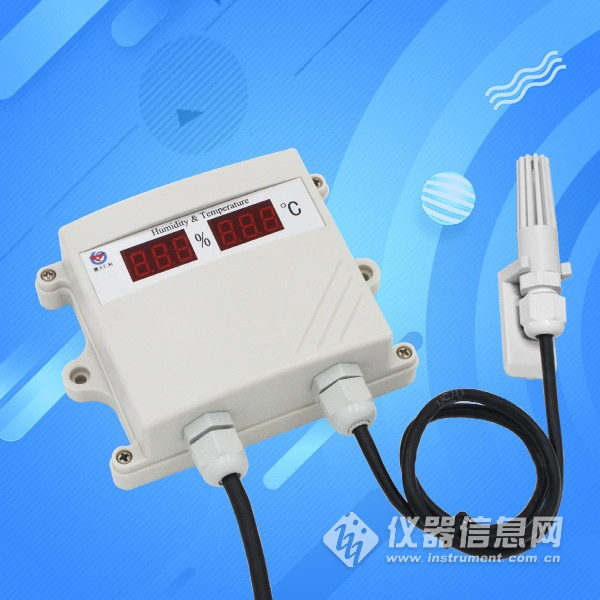 Humidity & Temperature
888 % 888 °C
仪器信息网
www.instrument.com.cn